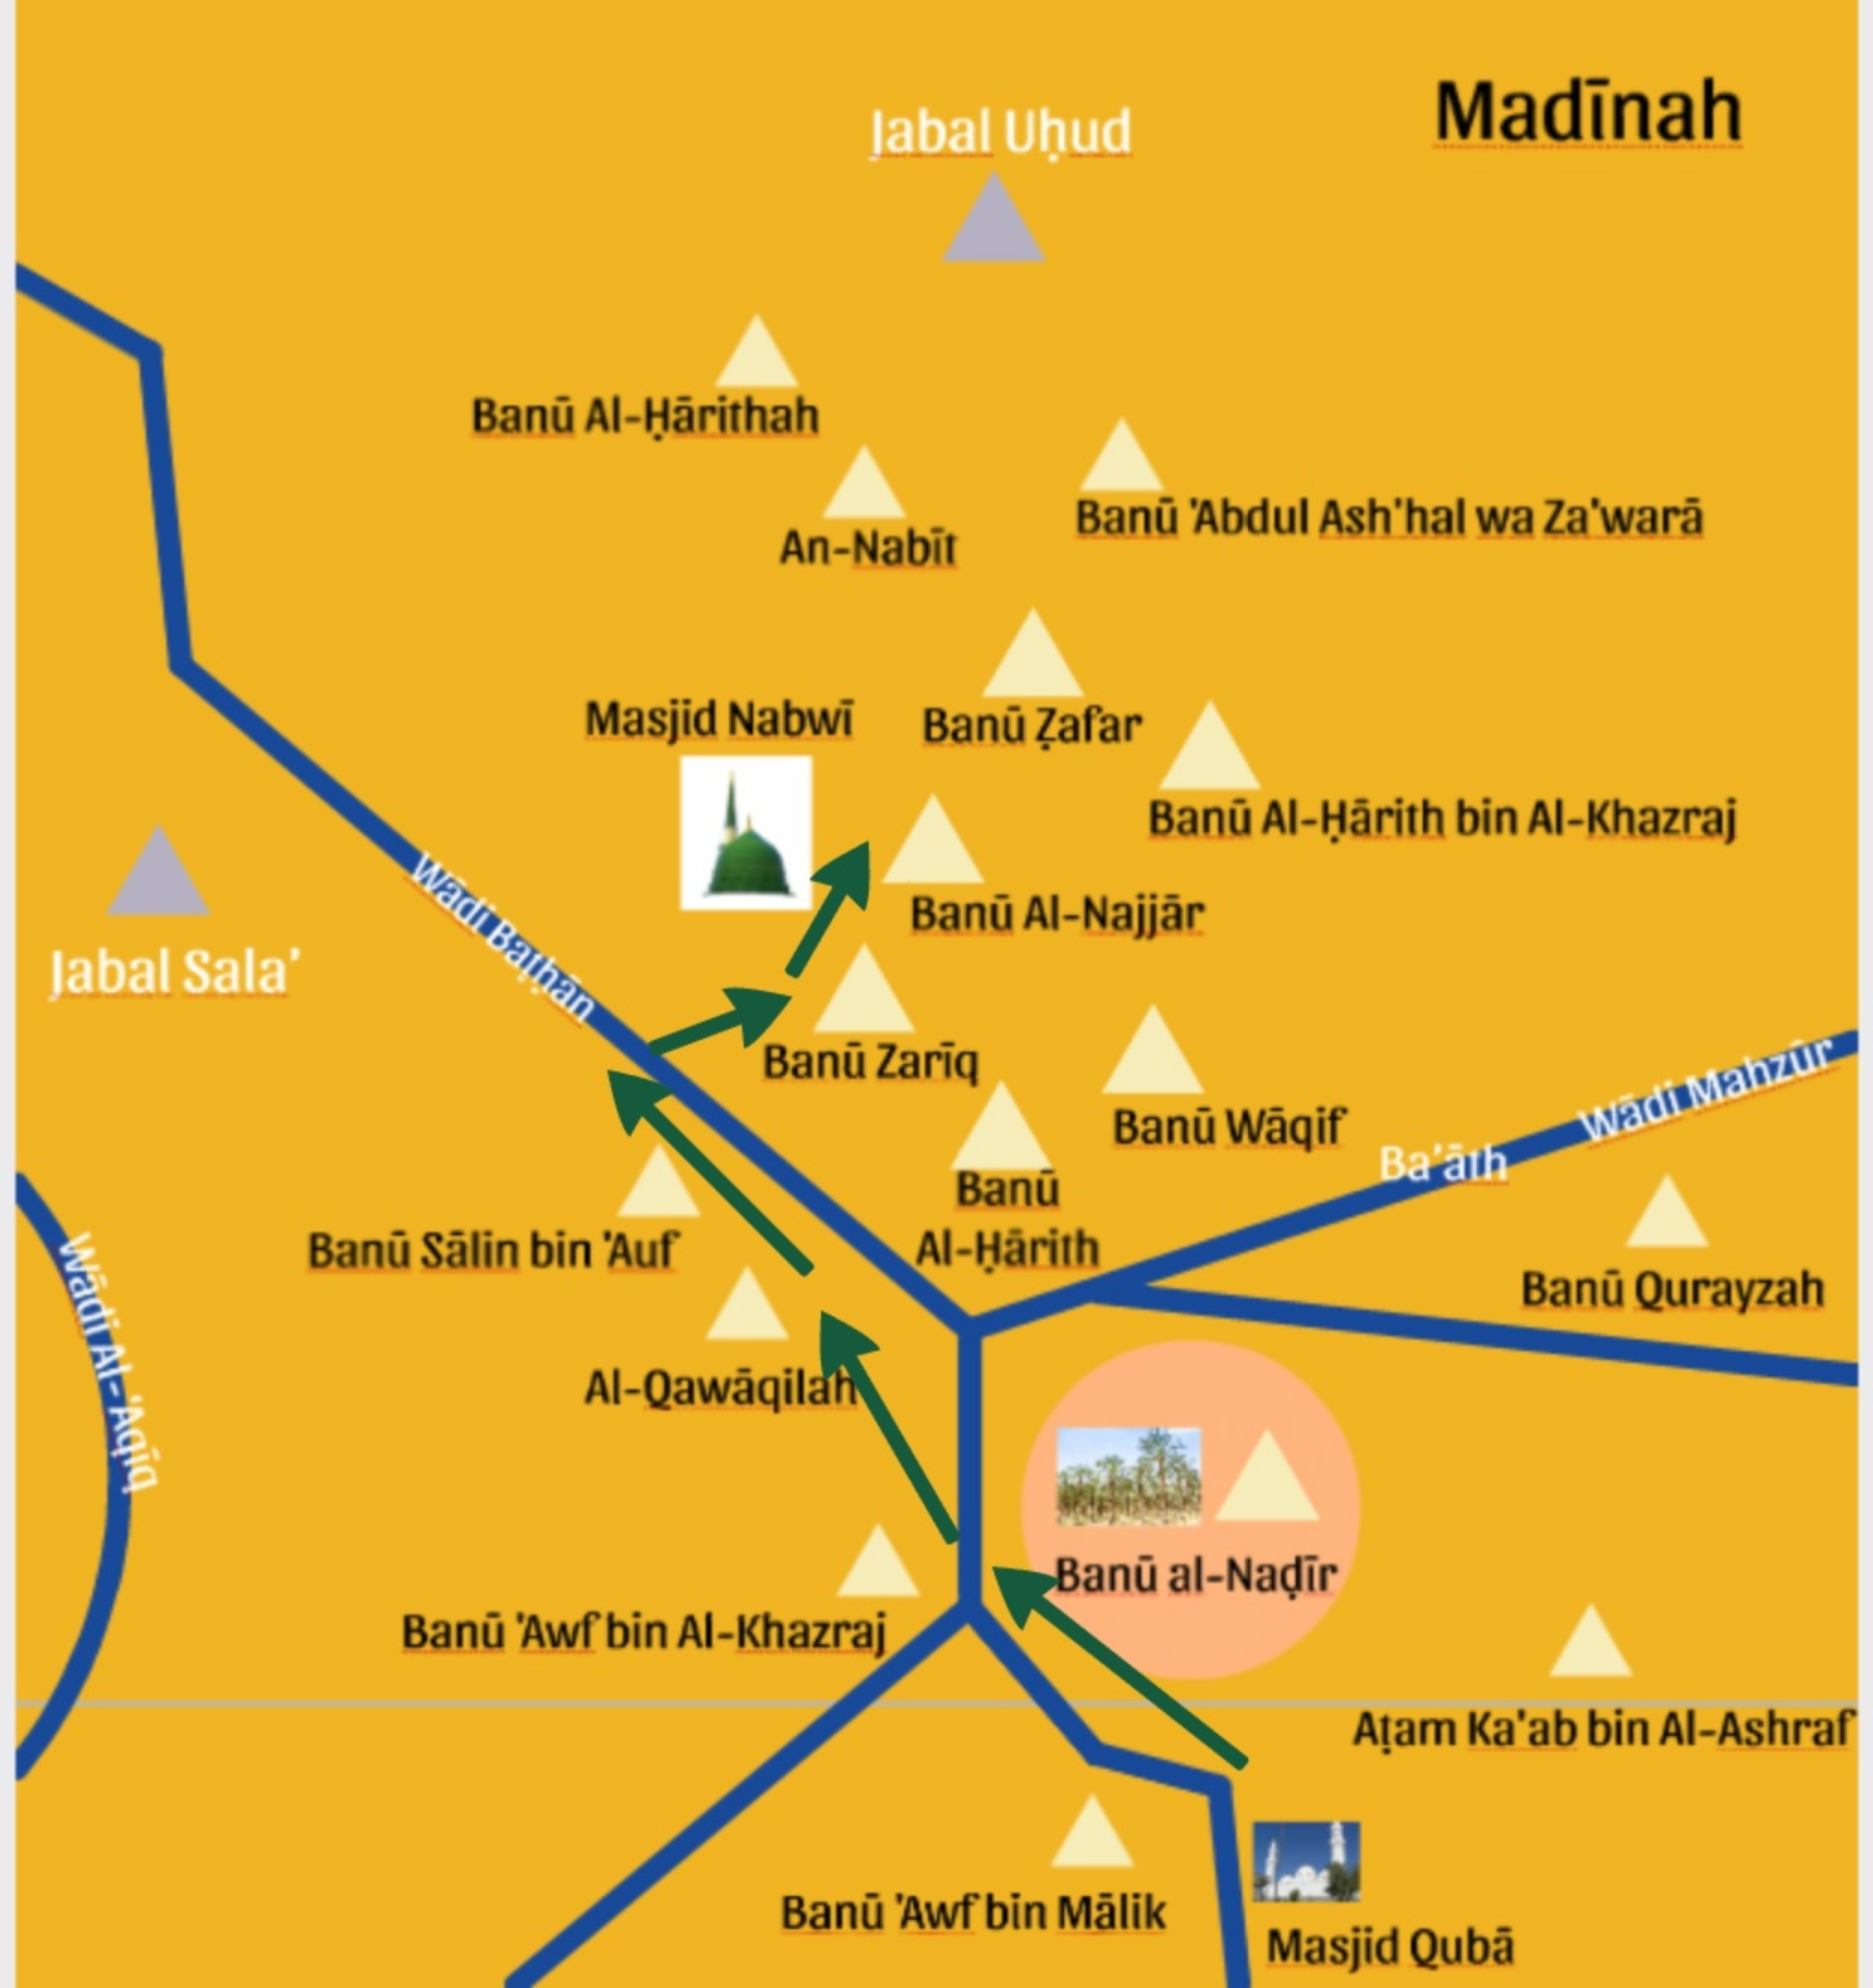 Madīnah
Jabal Uḥud
Banū Al-Ḥārithah
An-Nabīt
Banū 'Abdul Ash'hal wa Za'warā
Masjid Nabwī
Banū Ẓafar
Banū Al-Ḥārith bin Al-Khazraj
Banū Al-Najjār
Wādi Baṭḥān
Jabal Sala’
Banū Zarīq
Banū Wāqif
Wādi Mahzūr
Ba’āth
Banū
Al-Ḥārith
Banū Sālin bin 'Auf
Banū Qurayzah
Wādi Al-'Aqīq
Al-Qawāqilah
Banū al-Naḍīr
Banū 'Awf bin Al-Khazraj
Aṭam Ka'ab bin Al-Ashraf
Banū 'Awf bin Mālik
Masjid Qubā